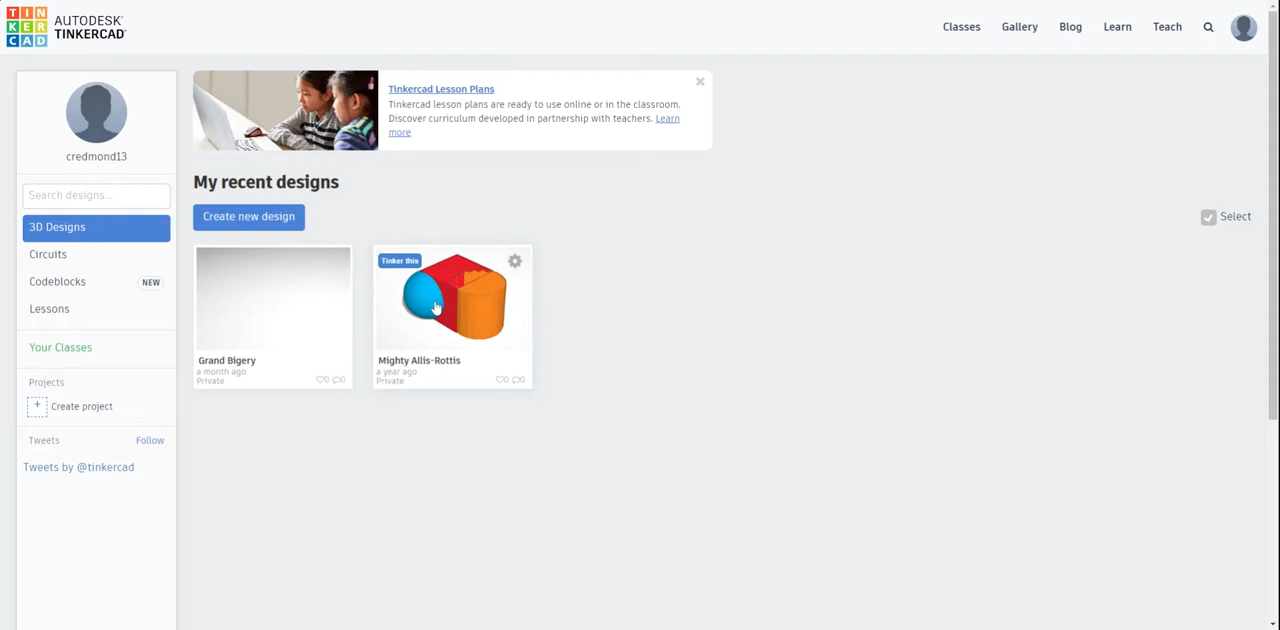 TIN
KER
CAD
AUTODESK
TINKERCAD
Classes
Gallery
Blog
Learn
Teach
credmond13
Search designs...
3D Designs
Circuits
Codeblocks
NEW
Lessons
Your Classes
Projects
+ Create project
Tweets
Follow
Tweets by @tinkercad
Tinkercad Lesson Plans
Tinkercad lesson plans are ready to use online or in the classroom.
Discover curriculum developed in partnership with teachers. Learn
more
My recent designs
Create new design
Select
Grand Bigery
a month ago
Private
0 0
Tinker this
Mighty Allis-Rottis
a year ago
Private
0 0